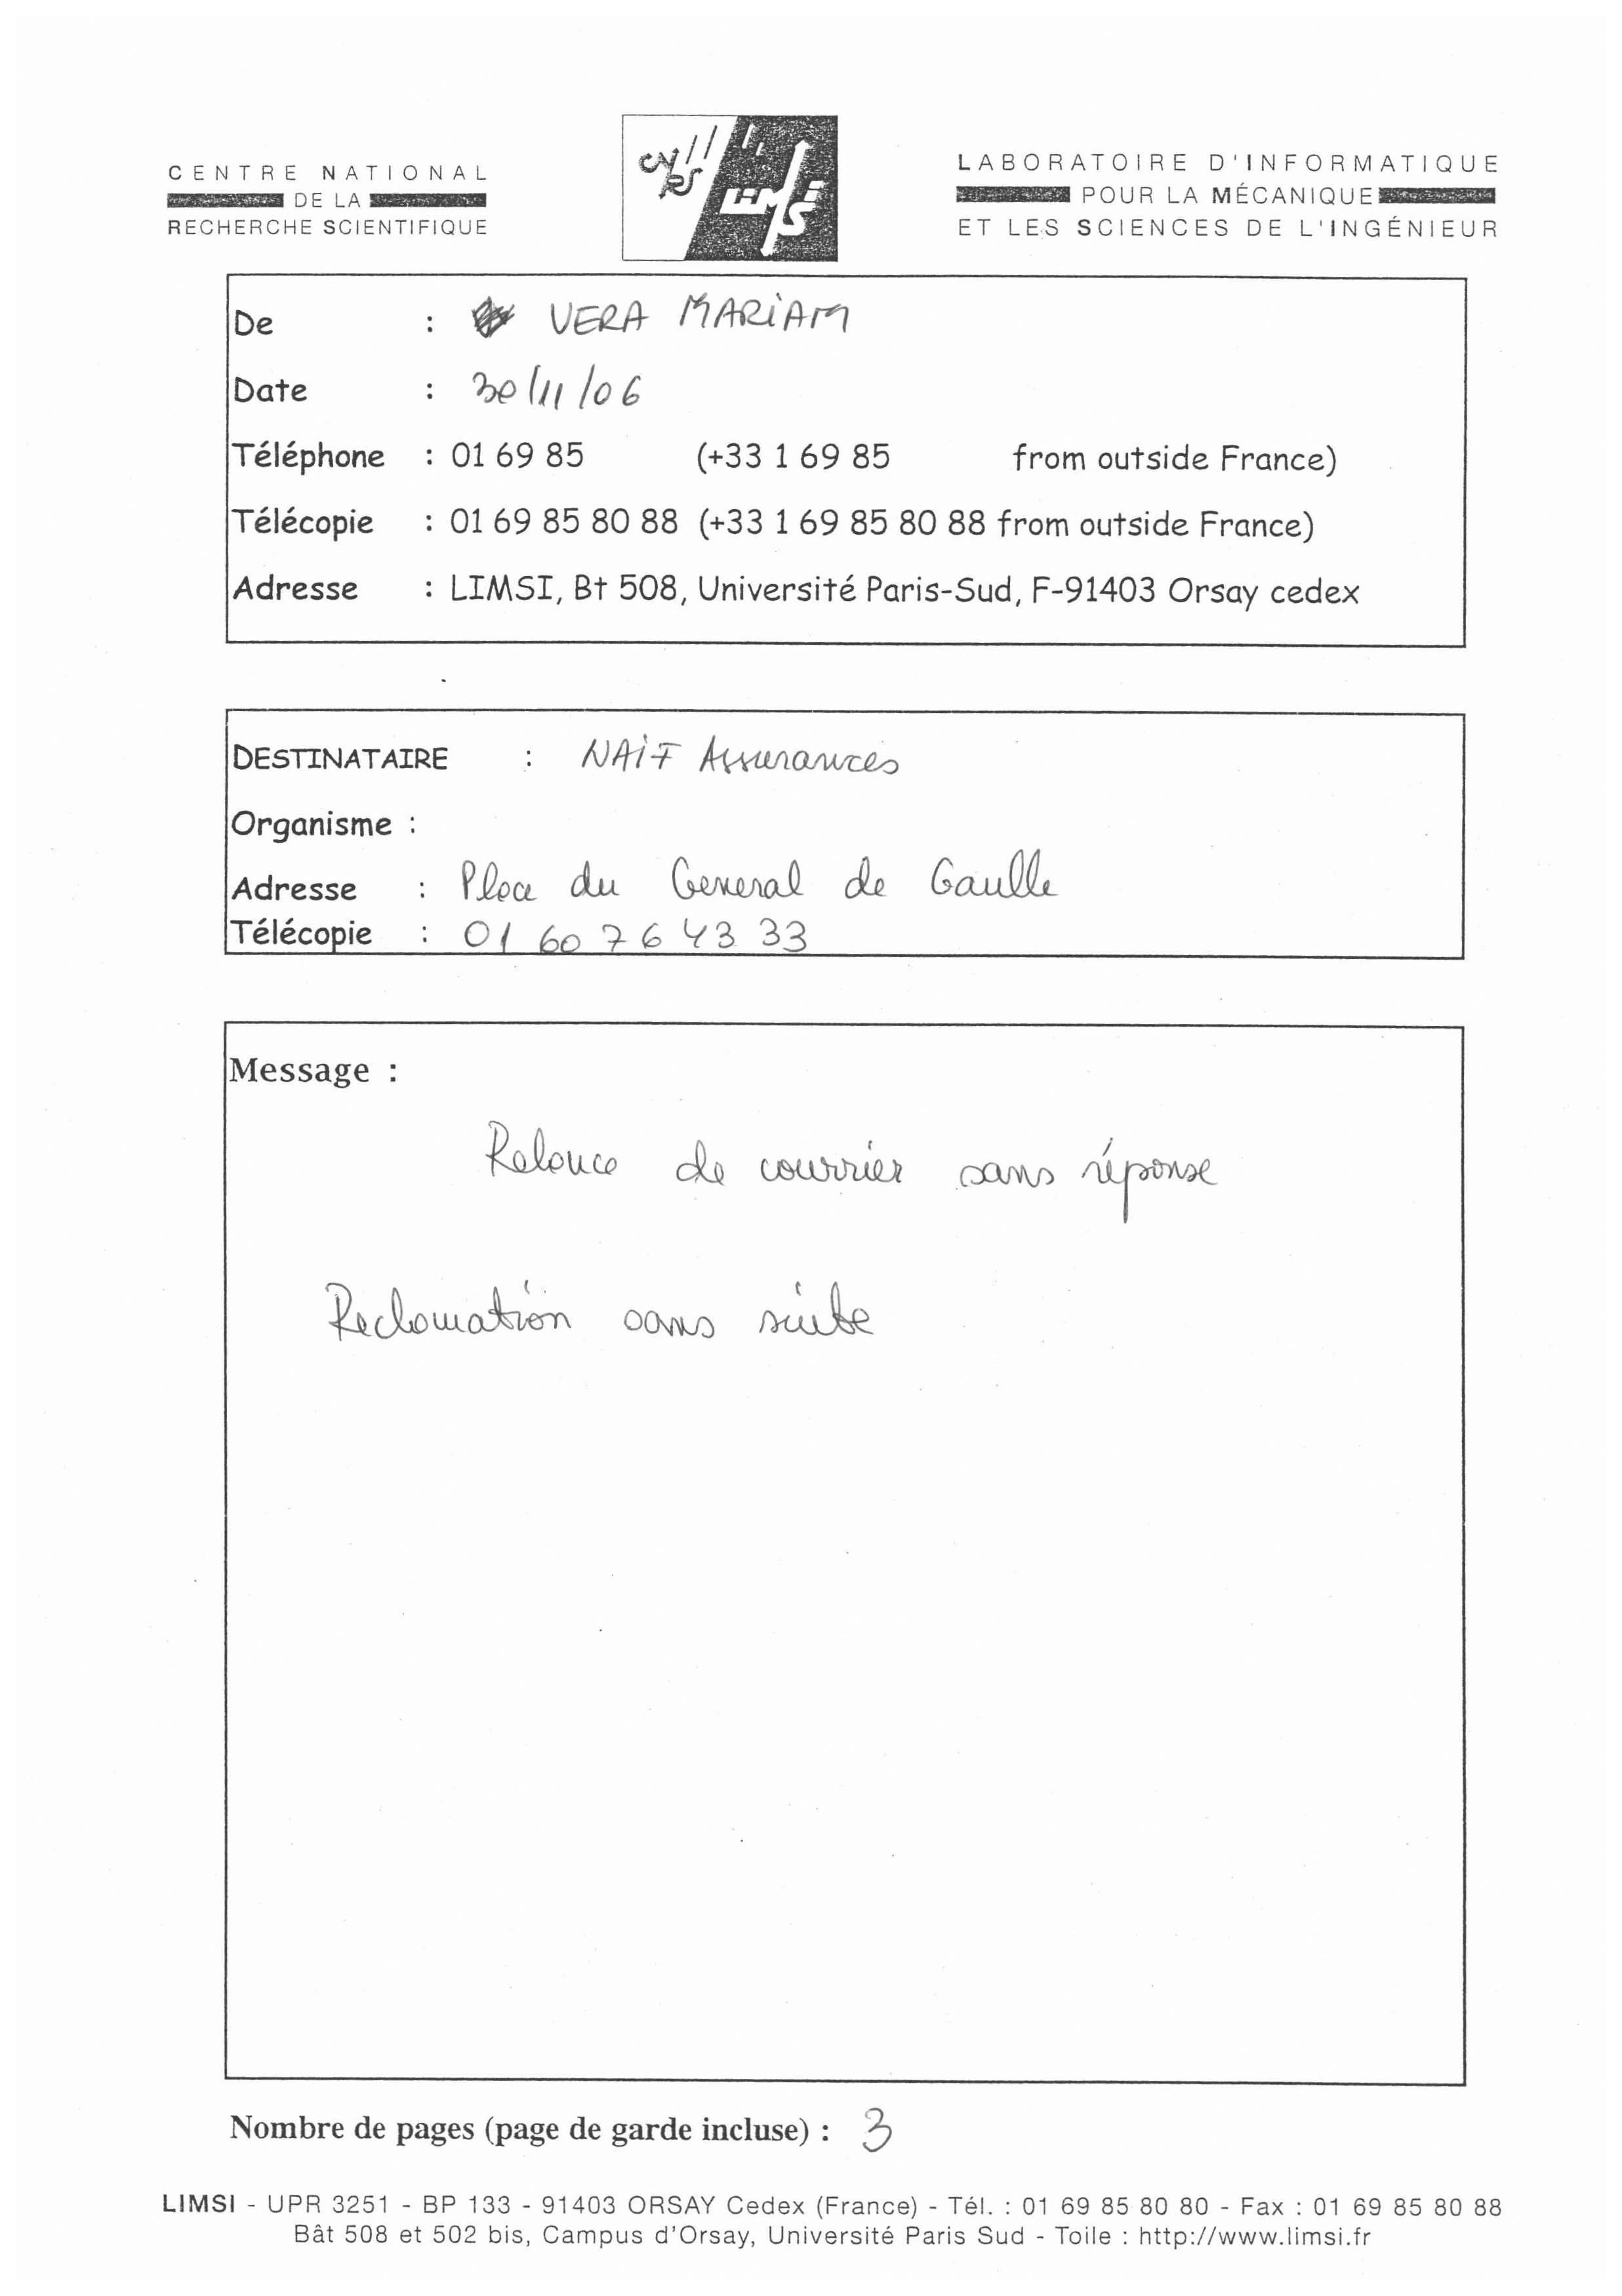 CENTRE NATIONAL
DE LA
RECHERCHE SCIENTIFIQUE
cnrs
LIMSI
LABORATOIRE D'INFORMATIQUE
POUR LA MÉCANIQUE
ET LES SCIENCES DE L'INGÉNIEUR
De : VERA MARIAM
Date : 30/11/06
Téléphone : 01 69 85 (+33 1 69 85 from outside France)
Télécopie : 01 69 85 80 88 (+33 1 69 85 80 88 from outside France)
Adresse : LIMSI, Bt 508, Université Paris-Sud, F-91403 Orsay cedex
DESTINATAIRE : NAIF Assurances
Organisme :
Adresse : Place du General de Gaulle
Télécopie : 01 60 76 43 33
Message :
Relance de courrier sans réponse
Reclamation sans suite
Nombre de pages (page de garde incluse) : 3
LIMSI - UPR 3251 - BP 133 - 91403 ORSAY Cedex (France) - Tél. : 01 69 85 80 80 - Fax : 01 69 85 80 88
Bât 508 et 502 bis, Campus d'Orsay, Université Paris Sud - Toile : http://www.limsi.fr